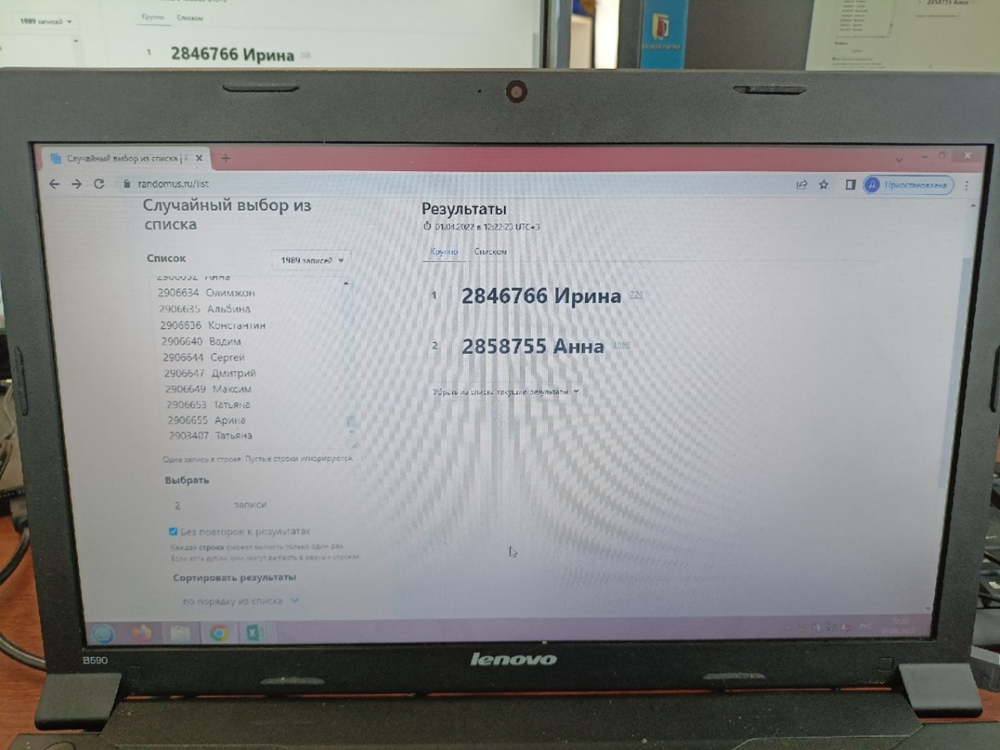 1989 записей
Крупно Списком
1 2846766 Ирина
2858755 Анна
Случайный выбор из списка | Р
randomus.ru/list
Приостановлена
Случайный выбор из
списка
Список
1989 записей
2906634 Олимжон
2906635 Альбина
2906636 Константин
2906640 Вадим
2906644 Сергей
2906647 Дмитрий
2906649 Максим
2906653 Татьяна
2906655 Арина
2903407 Татьяна
Одна запись в строке. Пустые строки игнорируются.
Выбрать
2 записи
Без повторов в результатах
Каждая строка сможет выпасть только один раз.
Если есть дубли, они могут выпасть в разных строках
Сортировать результаты
по порядку из списка
Результаты
01.04.2022 в 12:22:23 UTC+3
Крупно Списком
1 2846766 Ирина
2 2858755 Анна
Убрать из списка текущие результаты
РУС
B590
lenovo